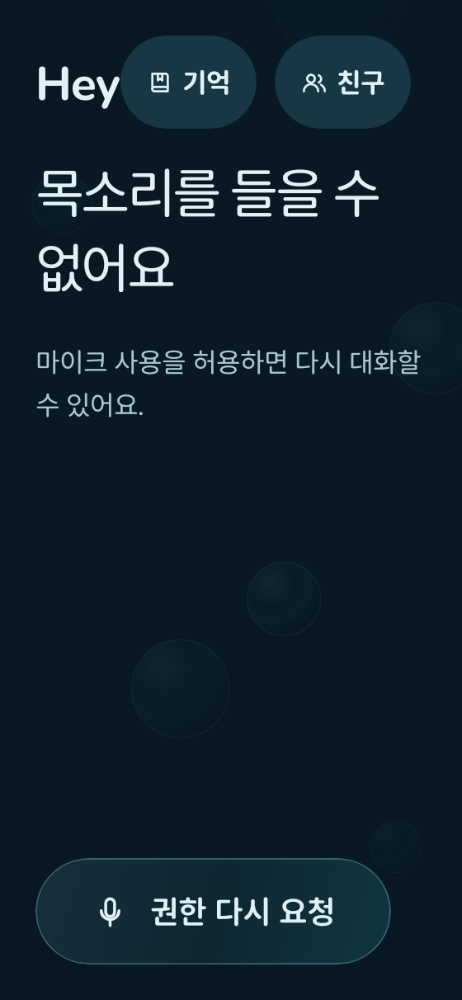 Hey 기억 친구
목소리를 들을 수
없어요
마이크 사용을 허용하면 다시 대화할
수 있어요.
권한 다시 요청